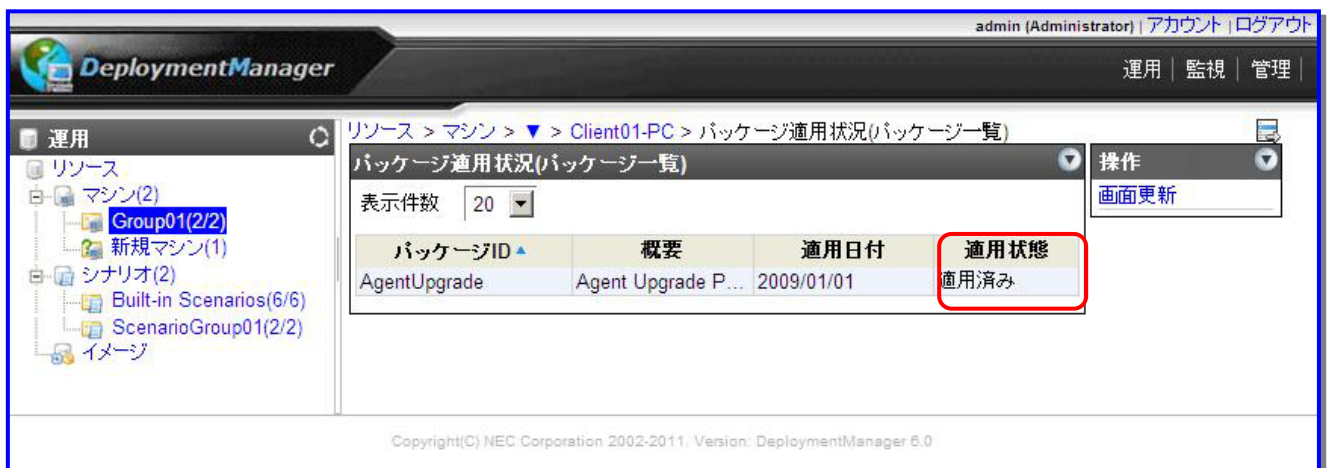 admin (Administrator) | アカウント | ログアウト
DeploymentManager
運用 | 監視 | 管理 |
運用
リソース
マシン(2)
Group01(2/2)
新規マシン(1)
シナリオ(2)
Built-in Scenarios(6/6)
ScenarioGroup01(2/2)
イメージ
リソース > マシン > ▼ > Client01-PC > パッケージ適用状況(パッケージ一覧)
パッケージ適用状況(パッケージ一覧)
表示件数 20
パッケージID▲ 概要 適用日付 適用状態
AgentUpgrade Agent Upgrade P... 2009/01/01 適用済み
操作
画面更新
Copyright(C) NEC Corporation 2002-2011. Version: DeploymentManager 6.0